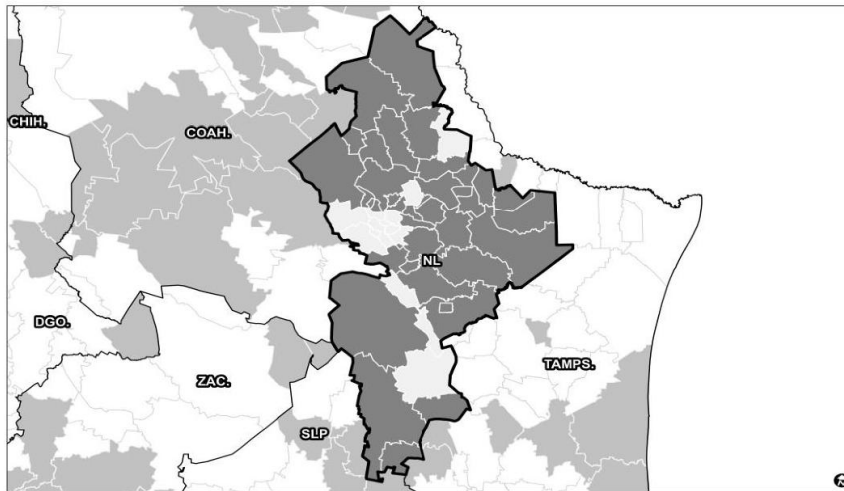 CHIH.
COAH.
NL
DGO.
TAMPS.
ZAC.
SLP